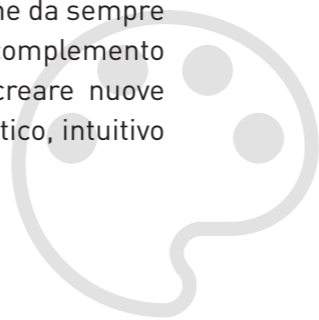 ne da sempre
complemento
creare nuove
tico, intuitivo